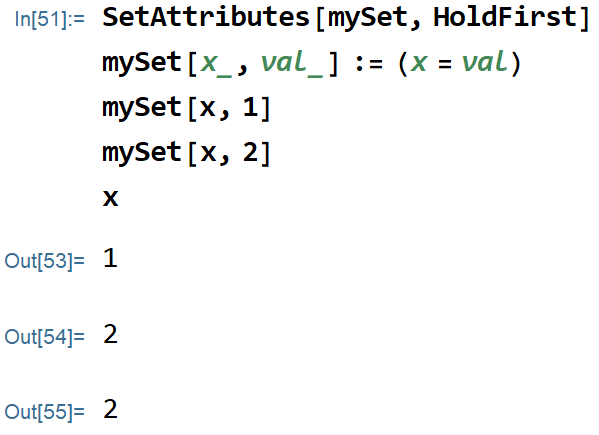 In[51]:= SetAttributes[mySet, HoldFirst]
mySet[x_, val_] := (x = val)
mySet[x, 1]
mySet[x, 2]
x
Out[53]= 1
Out[54]= 2
Out[55]= 2